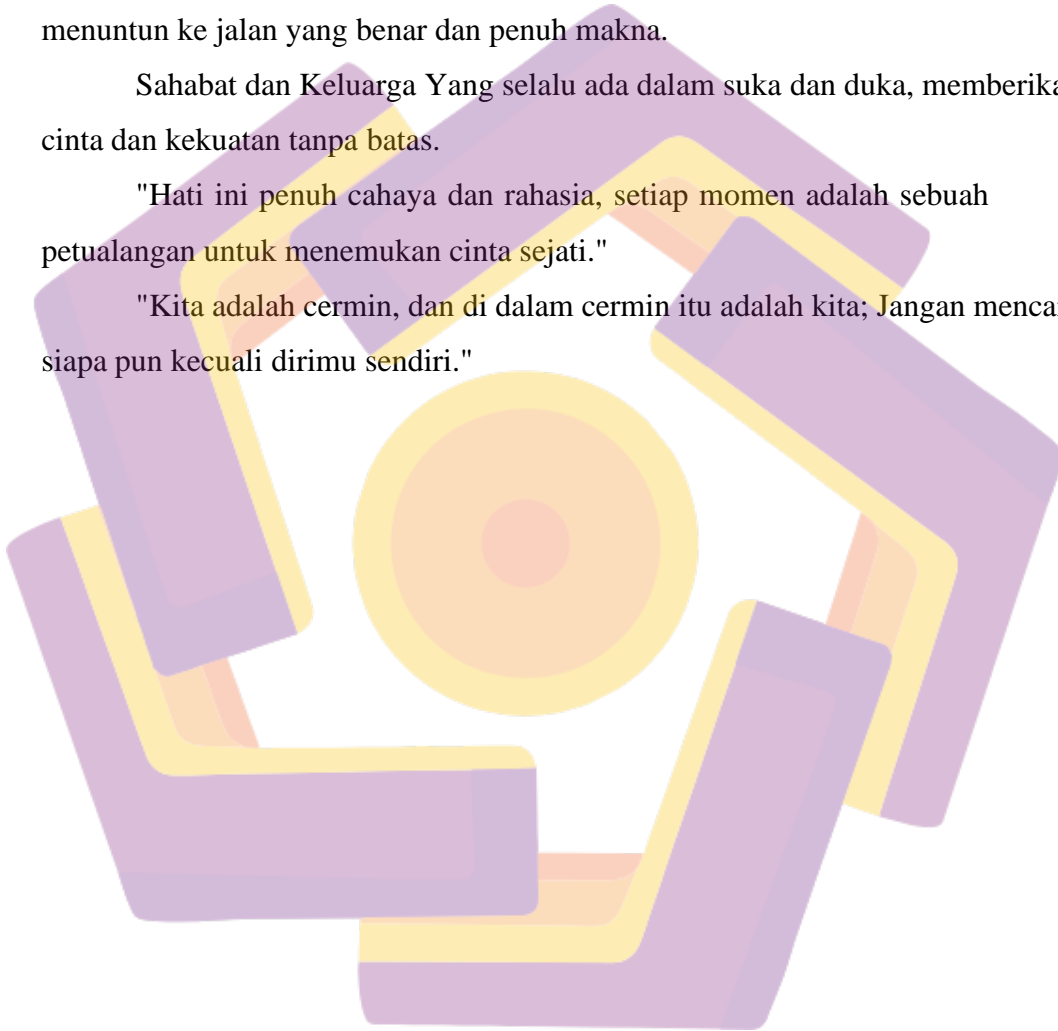 menuntun ke jalan yang benar dan penuh makna.
Sahabat dan Keluarga Yang selalu ada dalam suka dan duka, memberika
cinta dan kekuatan tanpa batas.
"Hati ini penuh cahaya dan rahasia, setiap momen adalah sebuah
petualangan untuk menemukan cinta sejati."
"Kita adalah cermin, dan di dalam cermin itu adalah kita; Jangan mencar
siapa pun kecuali dirimu sendiri."